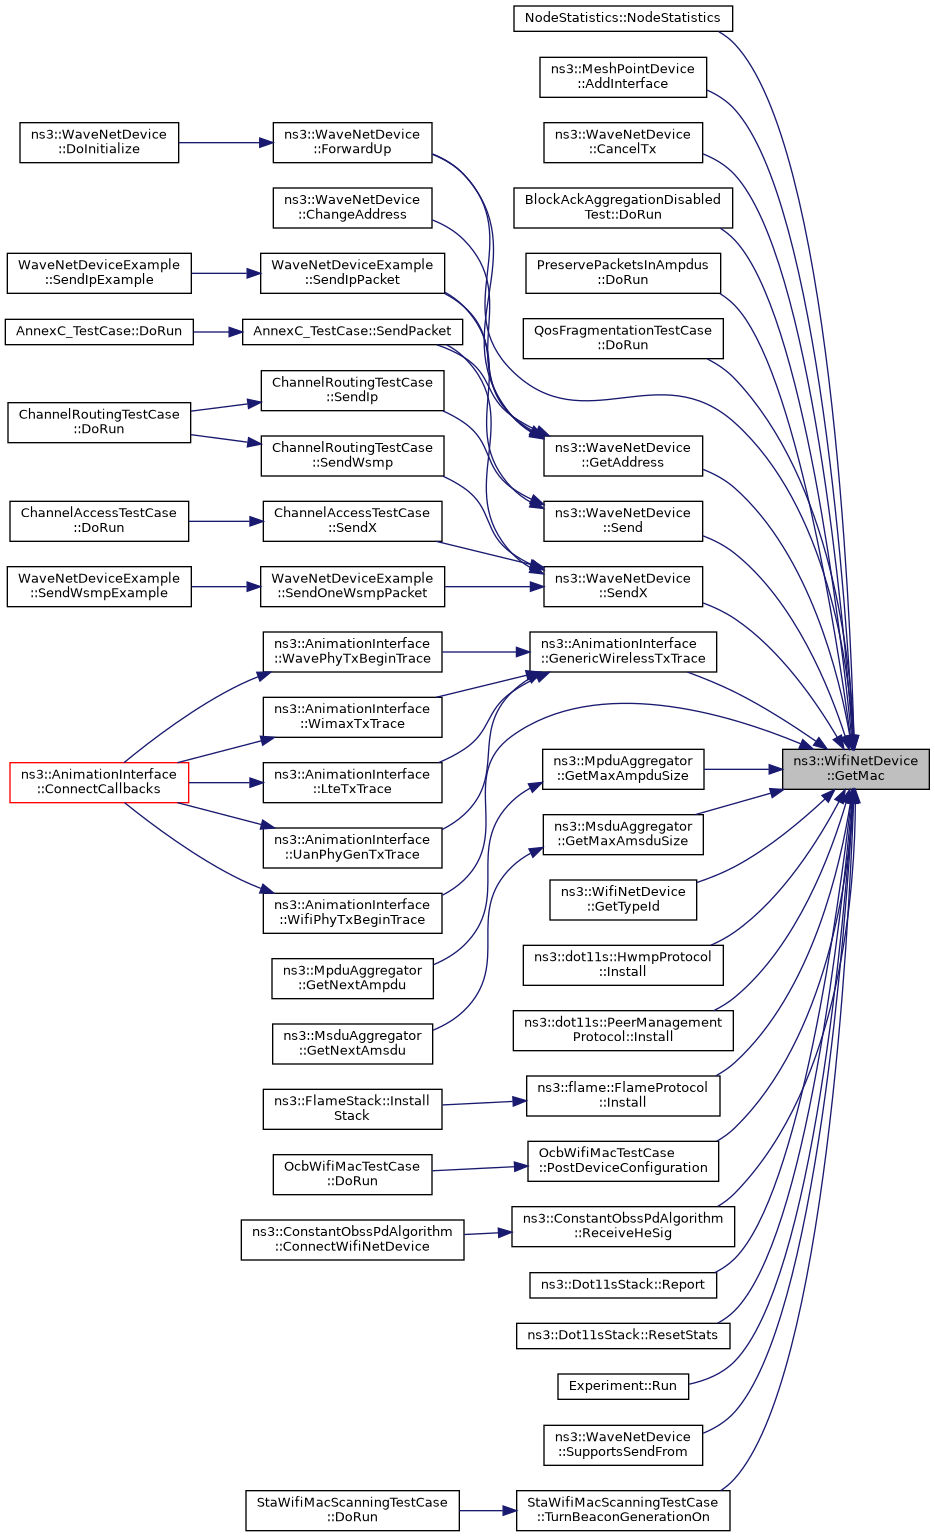 NodeStatistics::NodeStatistics
ns3::MeshPointDevice
::AddInterface
ns3::WaveNetDevice
::DoInitialize
ns3::WaveNetDevice
::ForwardUp
ns3::WaveNetDevice
::CancelTx
ns3::WaveNetDevice
::ChangeAddress
BlockAckAggregationDisabled
Test::DoRun
WaveNetDeviceExample
::SendIpExample
WaveNetDeviceExample
::SendIpPacket
PreservePacketsInAmpdus
::DoRun
AnnexC_TestCase::DoRun
AnnexC_TestCase::SendPacket
QosFragmentationTestCase
::DoRun
ChannelRoutingTestCase
::DoRun
ChannelRoutingTestCase
::SendIp
ChannelRoutingTestCase
::SendWsmp
ns3::WaveNetDevice
::GetAddress
ChannelAccessTestCase
::DoRun
ChannelAccessTestCase
::SendX
ns3::WaveNetDevice
::Send
WaveNetDeviceExample
::SendWsmpExample
WaveNetDeviceExample
::SendOneWsmpPacket
ns3::WaveNetDevice
::SendX
ns3::AnimationInterface
::WavePhyTxBeginTrace
ns3::AnimationInterface
::GenericWirelessTxTrace
ns3::AnimationInterface
::WimaxTxTrace
ns3::AnimationInterface
::ConnectCallbacks
ns3::AnimationInterface
::LteTxTrace
ns3::MpduAggregator
::GetMaxAmpduSize
ns3::WifiNetDevice
::GetMac
ns3::AnimationInterface
::UanPhyGenTxTrace
ns3::MsduAggregator
::GetMaxAmsduSize
ns3::AnimationInterface
::WifiPhyTxBeginTrace
ns3::WifiNetDevice
::GetTypeId
ns3::MpduAggregator
::GetNextAmpdu
ns3::dot11s::HwmpProtocol
::Install
ns3::MsduAggregator
::GetNextAmsdu
ns3::dot11s::PeerManagement
Protocol::Install
ns3::FlameStack::Install
Stack
ns3::flame::FlameProtocol
::Install
OcbWifiMacTestCase
::DoRun
OcbWifiMacTestCase
::PostDeviceConfiguration
ns3::ConstantObssPdAlgorithm
::ConnectWifiNetDevice
ns3::ConstantObssPdAlgorithm
::ReceiveHeSig
ns3::Dot11sStack::Report
ns3::Dot11sStack::ResetStats
Experiment::Run
ns3::WaveNetDevice
::SupportsSendFrom
StaWifiMacScanningTestCase
::DoRun
StaWifiMacScanningTestCase
::TurnBeaconGenerationOn